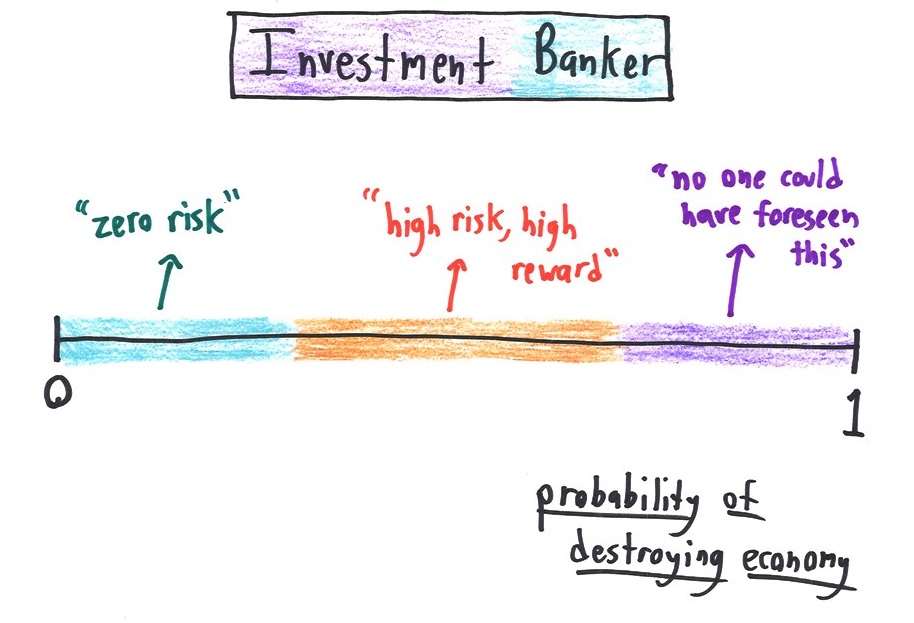 Investment Banker
"zero risk"
"high risk, high
reward"
"no one could
have foreseen
this"
0
1
probability of
destroying economy